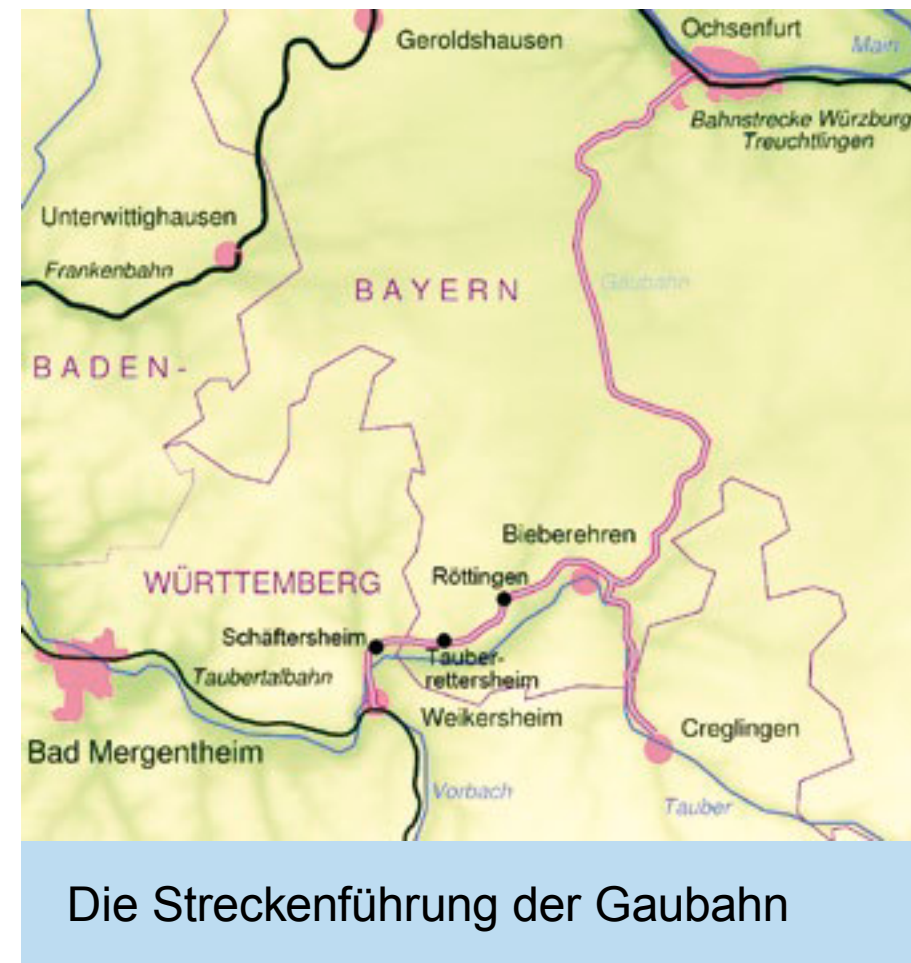 Geroldshausen
Ochsenfurt
Main
Bahnstrecke Würzburg
Treuchtlingen
Unterwittighausen
Frankenbahn
Gaubahn
BAYERN
BADEN-
Bieberehren
Röttingen
WÜRTTEMBERG
Schäftersheim
Tauber-
rettersheim
Taubertalbahn
Weikersheim
Creglingen
Bad Mergentheim
Vorbach
Tauber
Die Streckenführung der Gaubahn